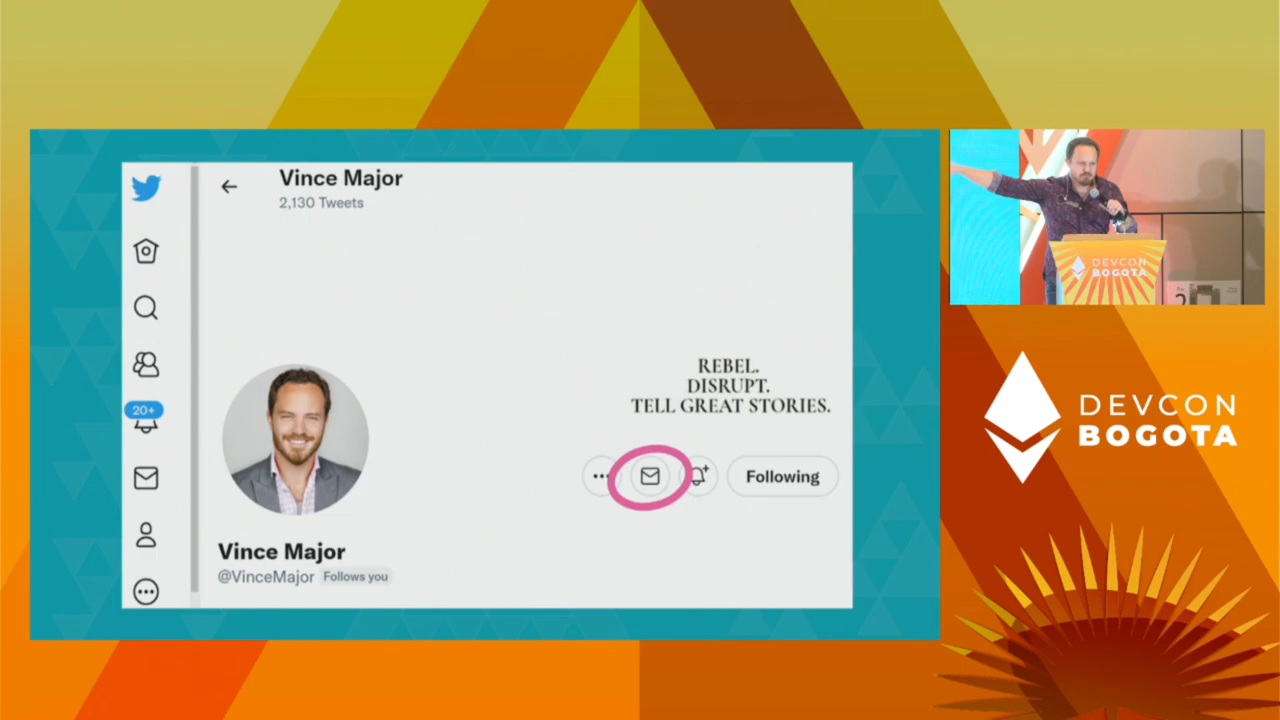 Vince Major
2,130 Tweets
20+
REBEL.
DISRUPT.
TELL GREAT STORIES.
Following
Vince Major
@VinceMajor Follows you
DEVCON
BOGOTA
2
DEVCON
BOGOTA